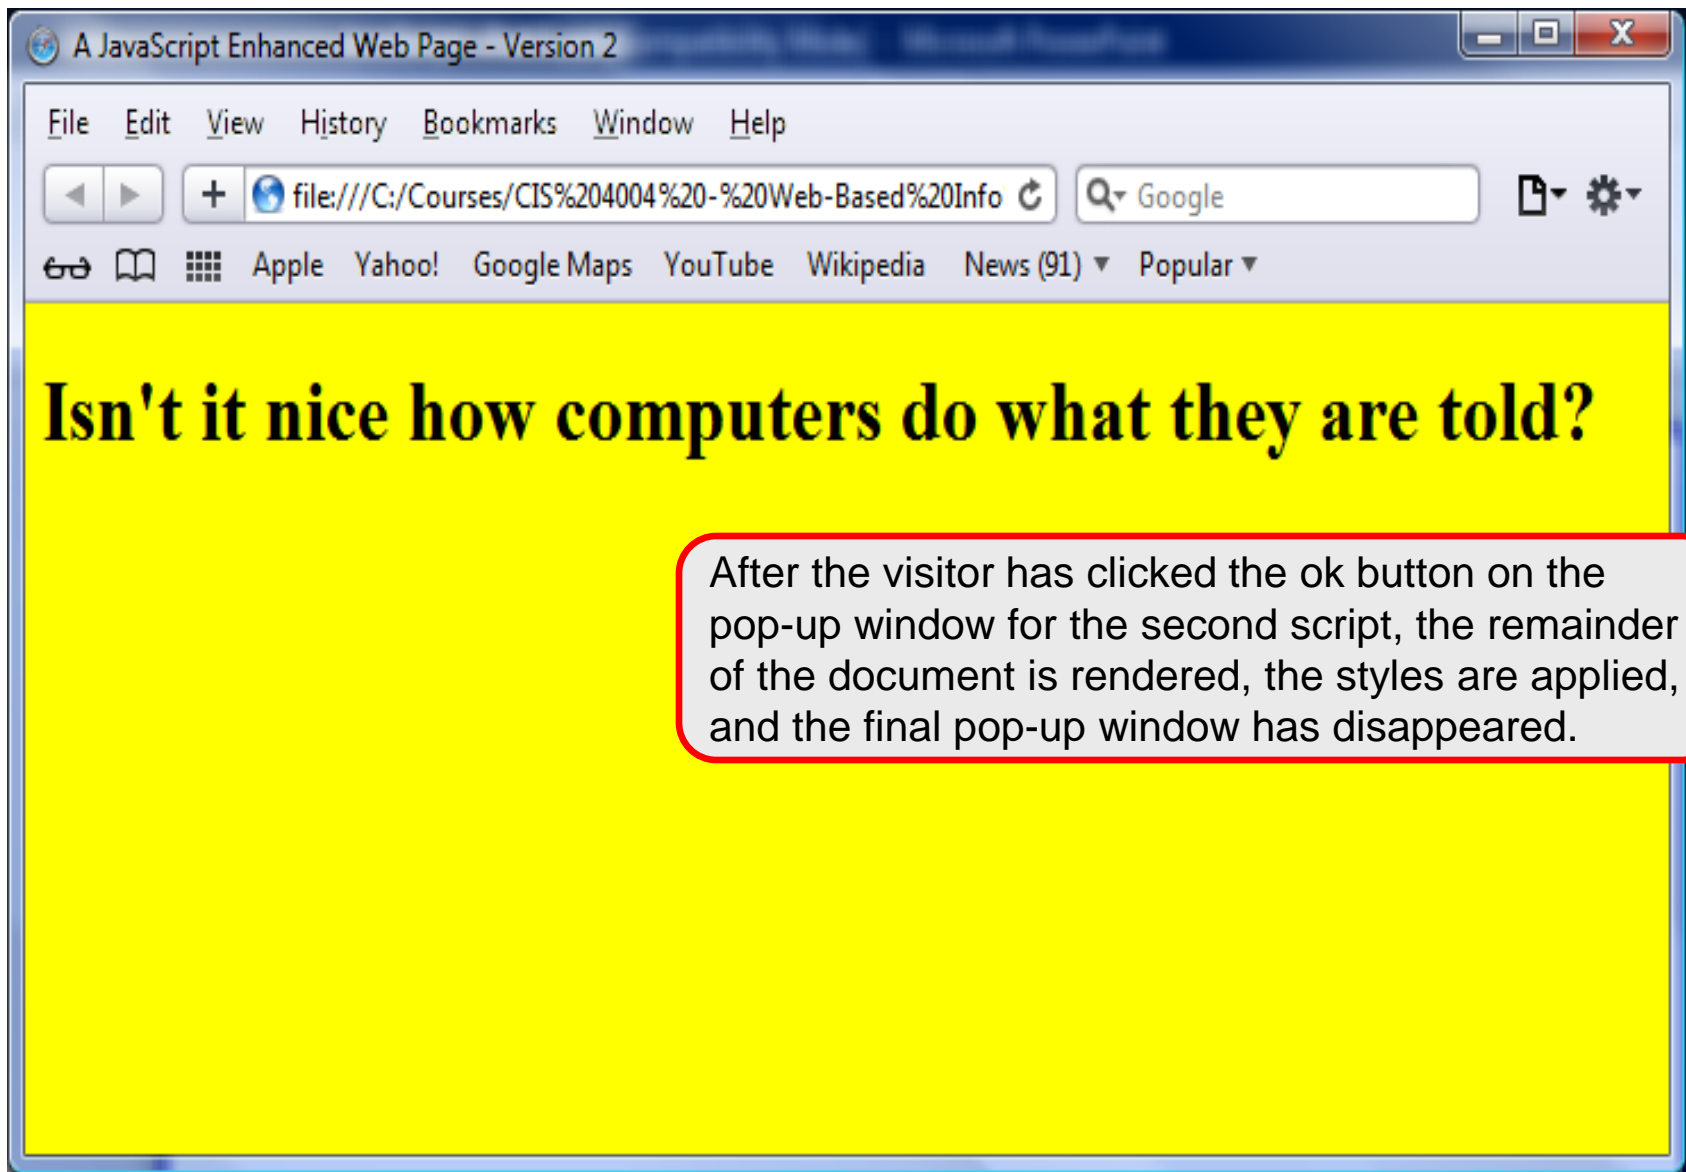 A JavaScript Enhanced Web Page - Version 2
File Edit View History Bookmarks Window Help
file:///C:/Courses/CIS%204004%20-%20Web-Based%20Info Google
Apple Yahoo! Google Maps YouTube Wikipedia News (91) Popular
Isn't it nice how computers do what they are told?
After the visitor has clicked the ok button on the
pop-up window for the second script, the remainder
of the document is rendered, the styles are applied,
and the final pop-up window has disappeared.